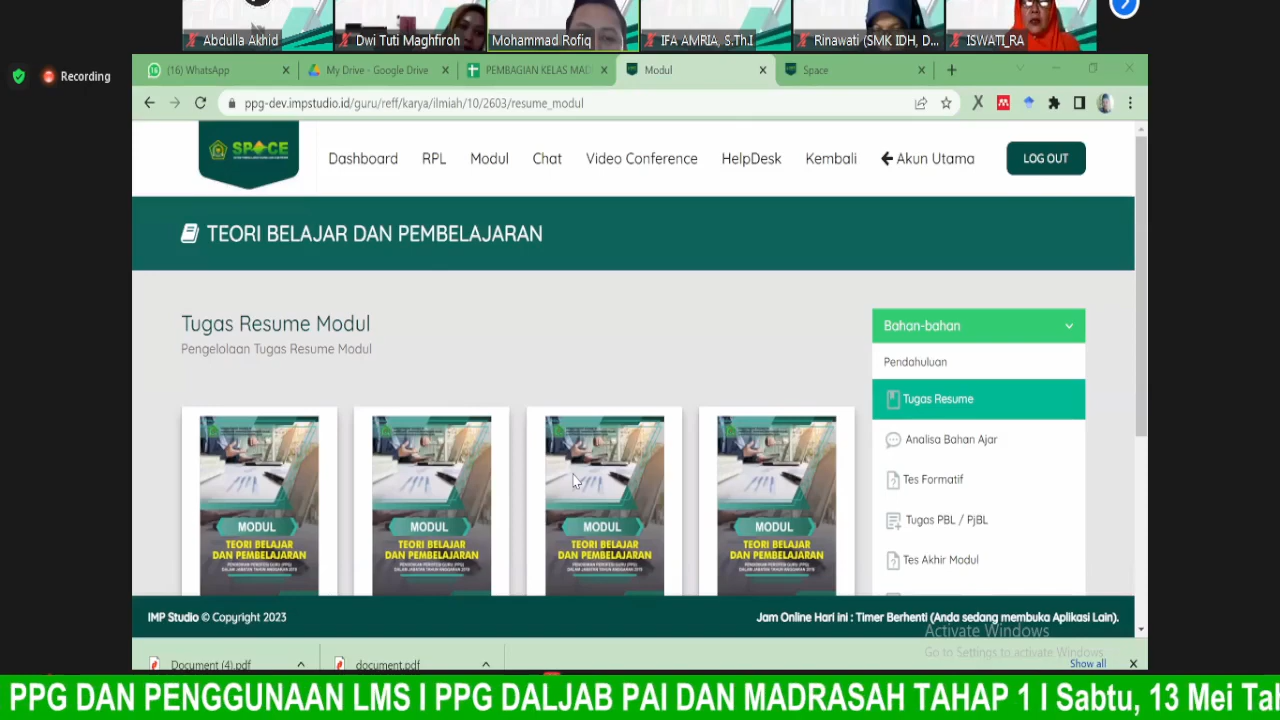 Abdulla Akhid
Dwi Tuti Maghfiroh
Mohammad Rofiq
IFA AMRIA, S.Th.I
Rinawati (SMK IDH, D...
ISWATI_RA
Recording
(16) WhatsApp
My Drive - Google Drive
PEMBAGIAN KELAS MAD
Modul
Space
ppg-dev.impstudio.id/guru/reff/karya/ilmiah/10/2603/resume_modul
SPACE
Dashboard
RPL
Modul
Chat
Video Conference
HelpDesk
Kembali
Akun Utama
LOG OUT
TEORI BELAJAR DAN PEMBELAJARAN
Tugas Resume Modul
Pengelolaan Tugas Resume Modul
Bahan-bahan
Pendahuluan
Tugas Resume
Analisa Bahan Ajar
Tes Formatif
Tugas PBL / PjBL
Tes Akhir Modul
MODUL
TEORI BELAJAR
DAN PEMBELAJARAN
MODUL
TEORI BELAJAR
DAN PEMBELAJARAN
MODUL
TEORI BELAJAR
DAN PEMBELAJARAN
MODUL
TEORI BELAJAR
DAN PEMBELAJARAN
IMP Studio © Copyright 2023
Jam Online Hari ini : Timer Berhenti (Anda sedang membuka Aplikasi Lain).
Activate Windows
Go to Settings to activate Windows
Document (4).pdf
document.pdf
Show all
PPG DAN PENGGUNAAN LMS I PPG DALJAB PAI DAN MADRASAH TAHAP 1 I Sabtu, 13 Mei Tah